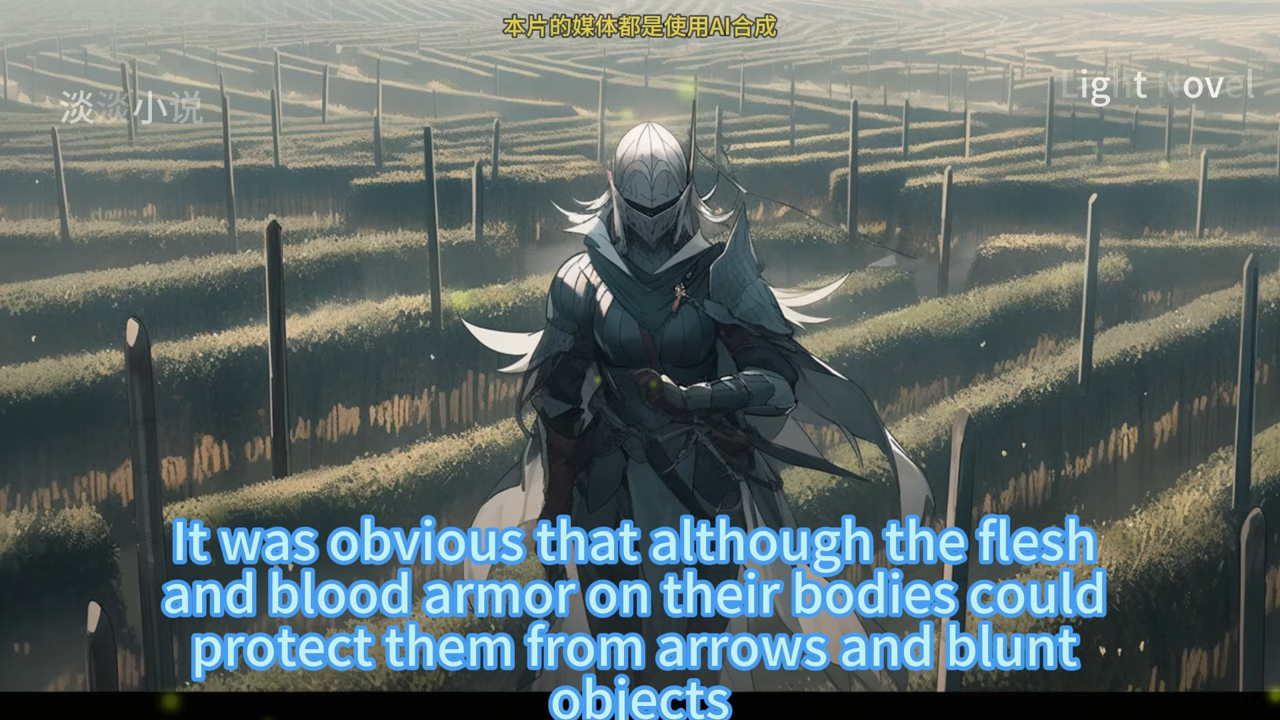 本片的媒体都是使用AI合成
淡淡小说
Light Novel
It was obvious that although the flesh
and blood armor on their bodies could
protect them from arrows and blunt
objects